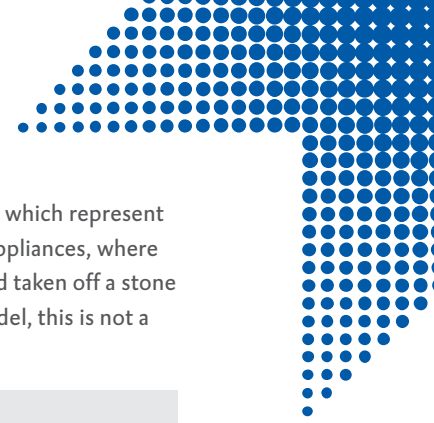 which represent
ppliances, where
d taken off a stone
del, this is not a